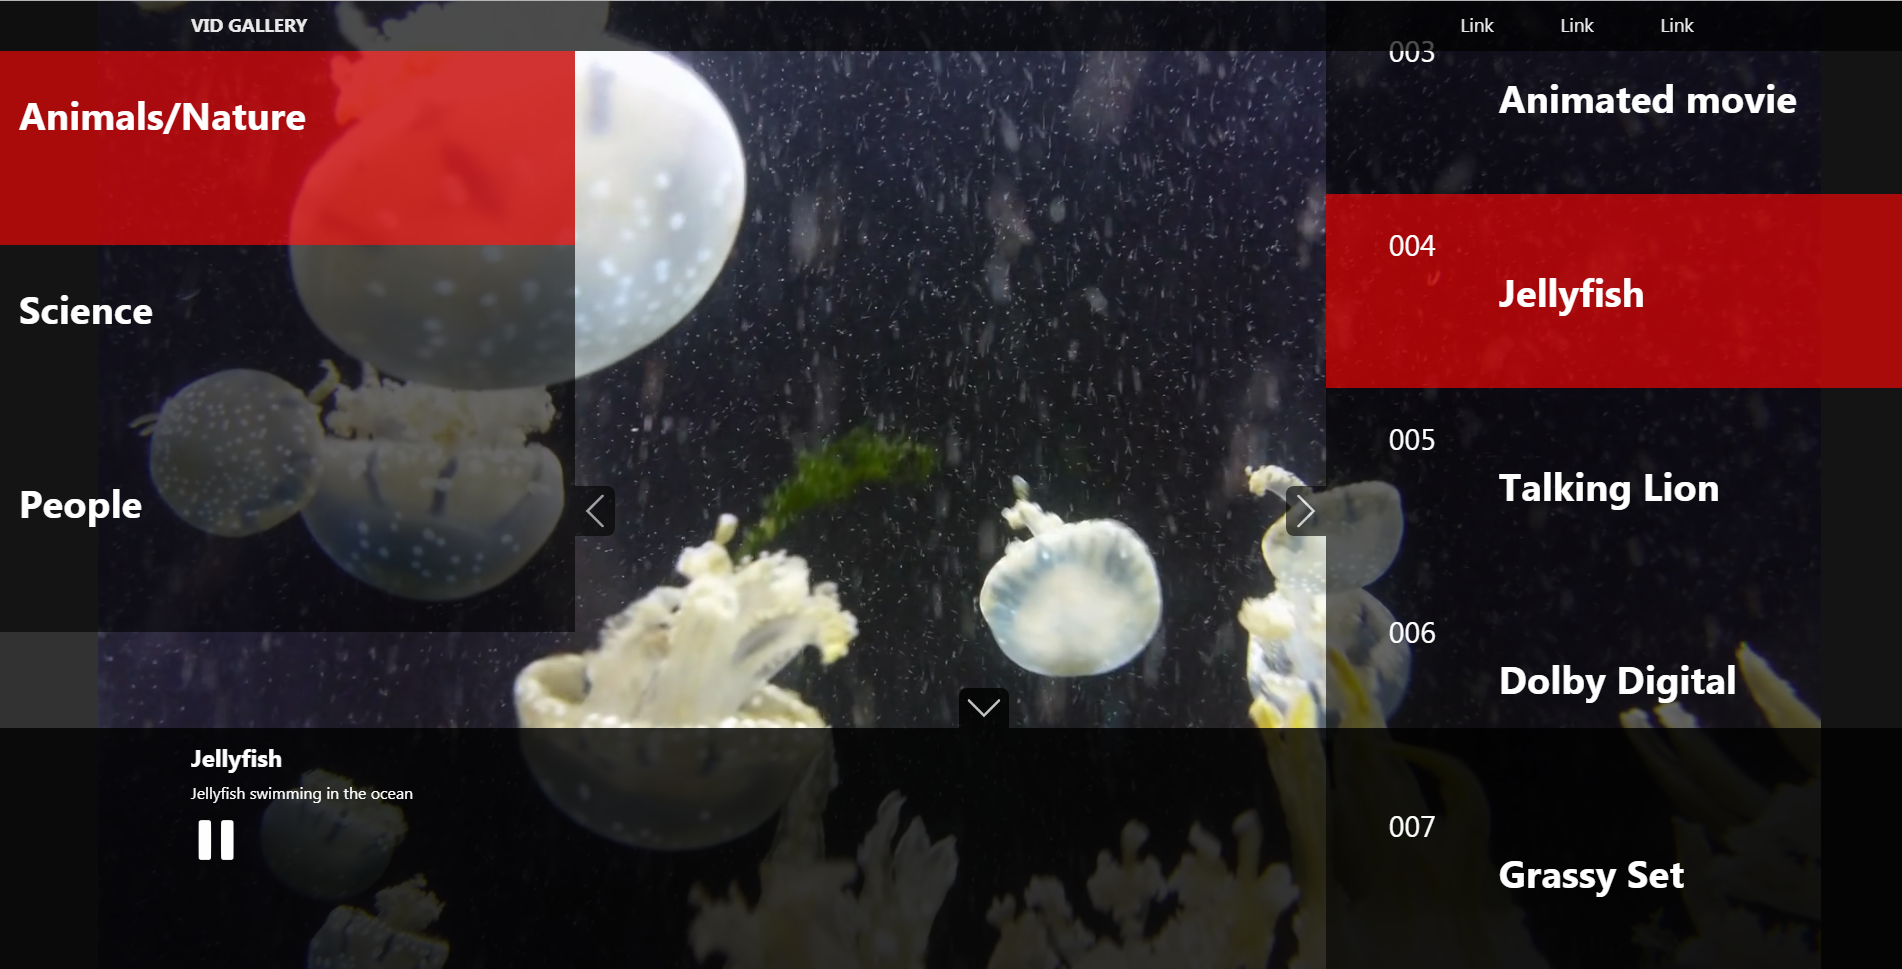 VID GALLERY
Link Link Link
Animals/Nature
Science
People
003
Animated movie
004
Jellyfish
005
Talking Lion
006
Dolby Digital
007
Grassy Set
Jellyfish
Jellyfish swimming in the ocean